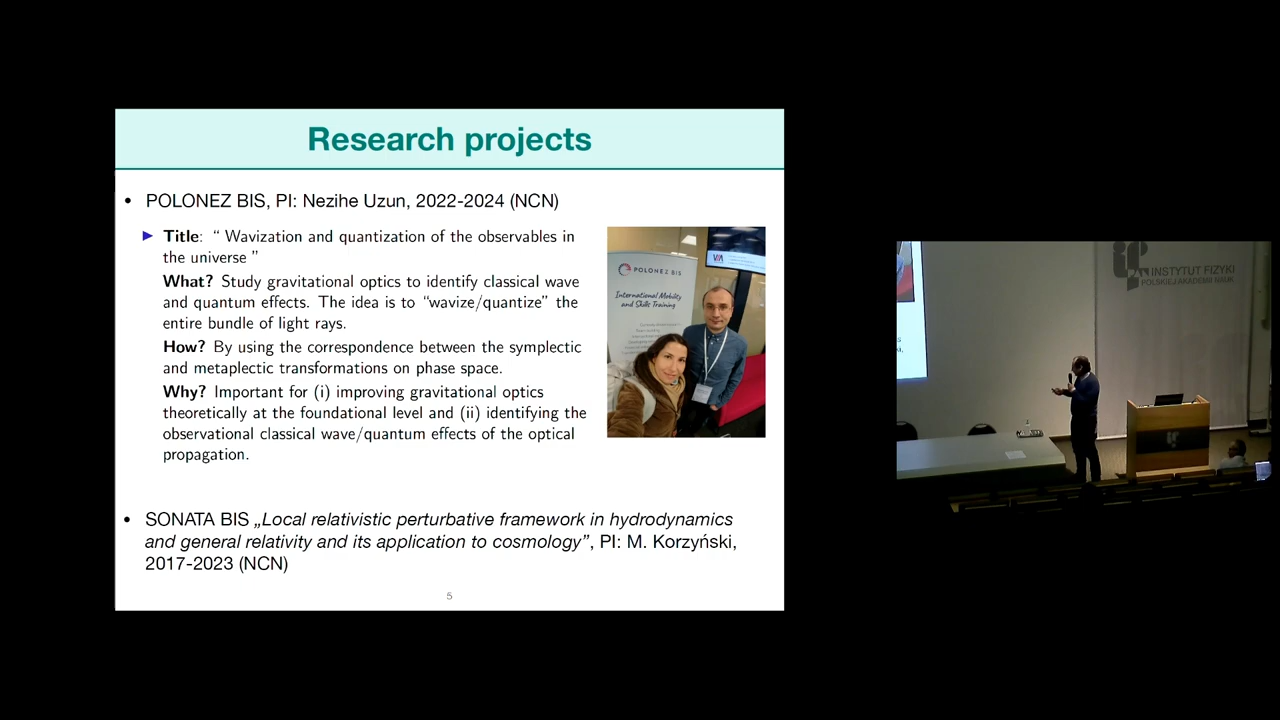 Research projects
• POLONEZ BIS, PI: Nezihe Uzun, 2022-2024 (NCN)
▶ Title: “ Wavization and quantization of the observables in
the universe ”
What? Study gravitational optics to identify classical wave
and quantum effects. The idea is to “wavize/quantize” the
entire bundle of light rays.
How? By using the correspondence between the symplectic
and metaplectic transformations on phase space.
Why? Important for (i) improving gravitational optics
theoretically at the foundational level and (ii) identifying the
observational classical wave/quantum effects of the optical
propagation.
POLONEZ BIS
International Mobility
and Skills Training
• SONATA BIS „Local relativistic perturbative framework in hydrodynamics
and general relativity and its application to cosmology”, PI: M. Korzyński,
2017-2023 (NCN)
5
INSTYTUT FIZYKI
POLSKIEJ AKADEMII NAUK